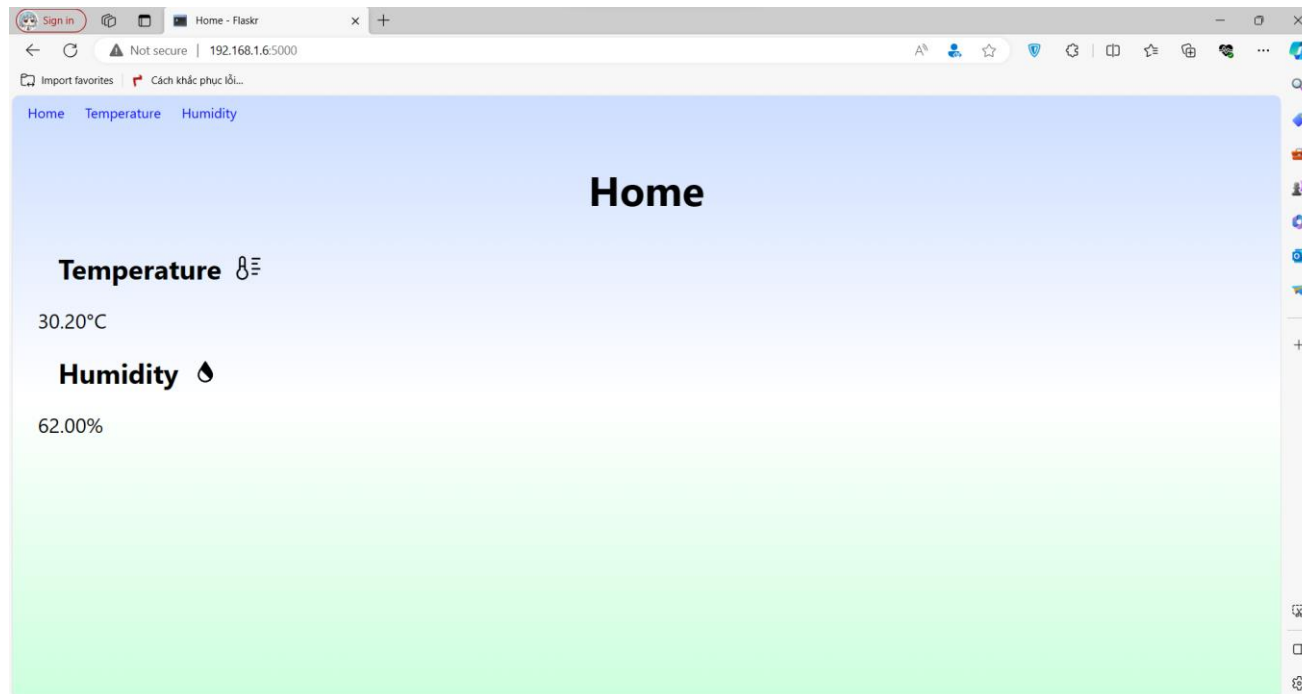 Sign in
Home - Flaskr
Not secure | 192.168.1.6:5000
Import favorites
Cách khắc phục lỗi...
Home Temperature Humidity
Home
Temperature
30.20°C
Humidity
62.00%